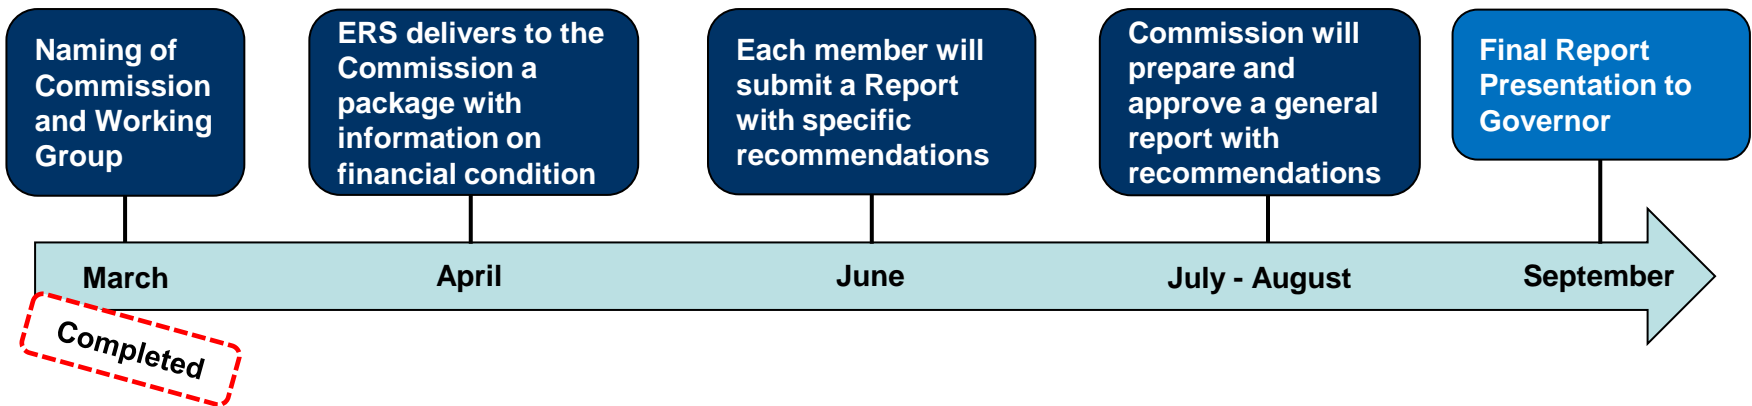 Naming of
Commission
and Working
Group
ERS delivers to the
Commission a
package with
information on
financial condition
Each member will
submit a Report
with specific
recommendations
Commission will
prepare and
approve a general
report with
recommendations
Final Report
Presentation to
Governor
March
April
June
July - August
September
Completed